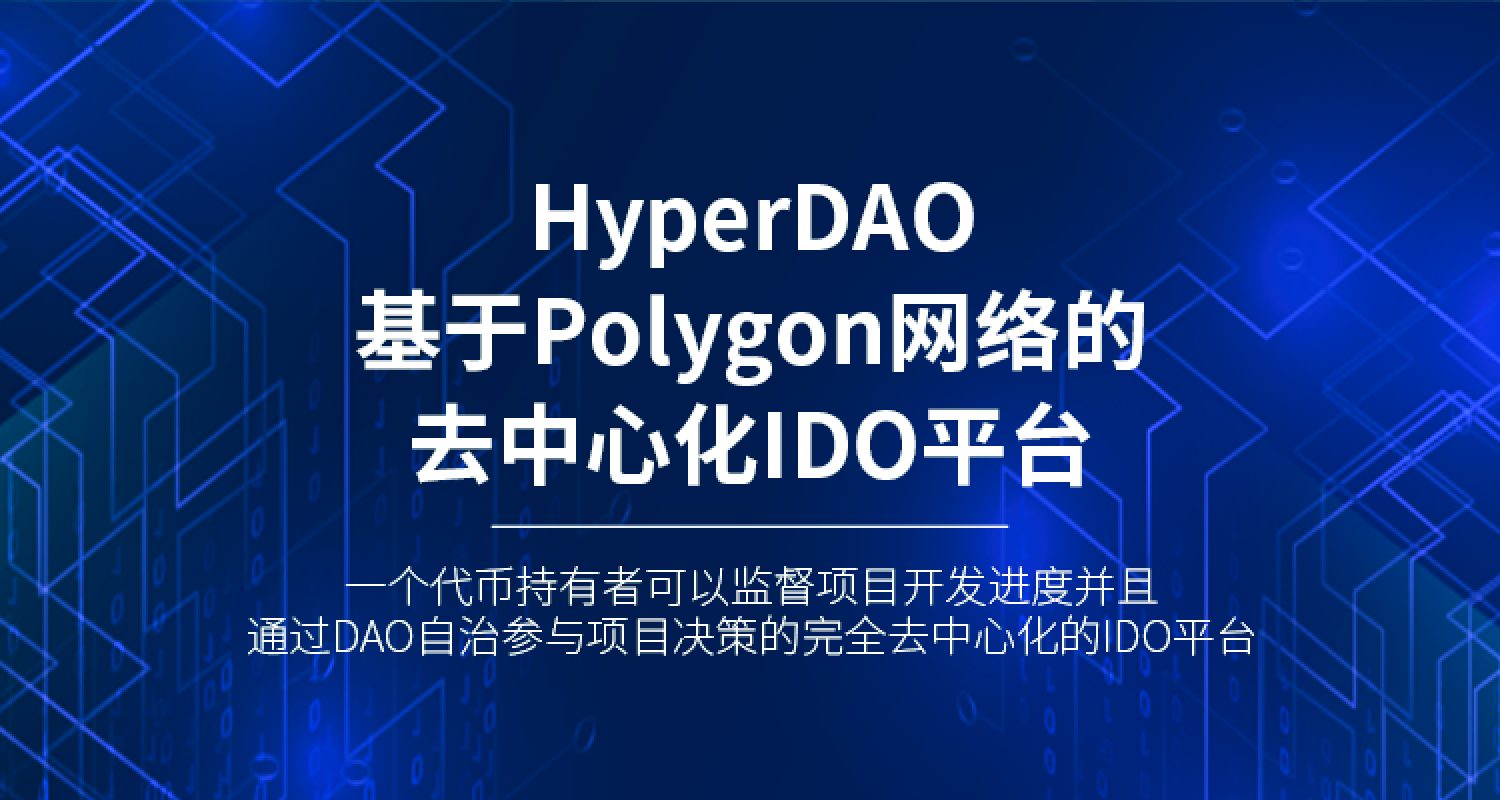 HyperDAO
基于Polygon网络的
去中心化IDO平台
一个代币持有者可以监督项目开发进度并且
通过DAO自治参与项目决策的完全去中心化的IDO平台